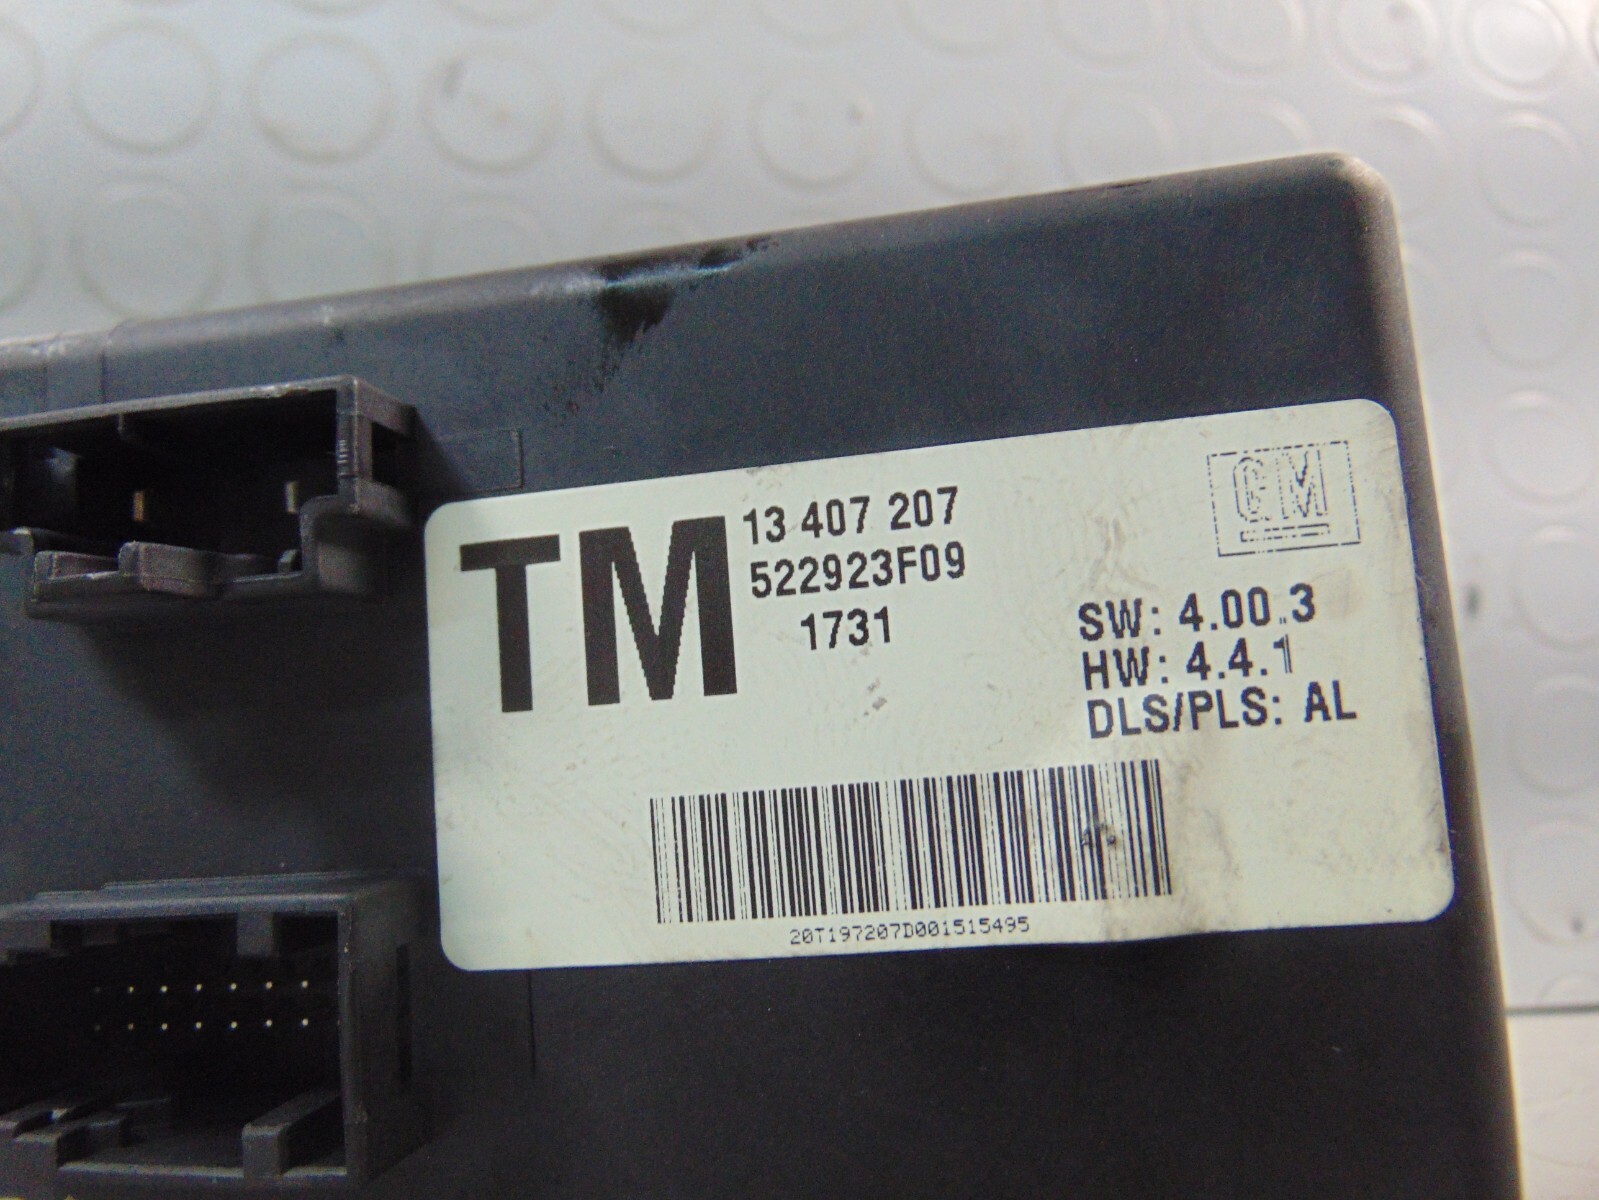 TM
13 407 207
522923F09
1731
GM
SW: 4.00.3
HW: 4.4.1
DLS/PLS: AL
20T197207D001515495